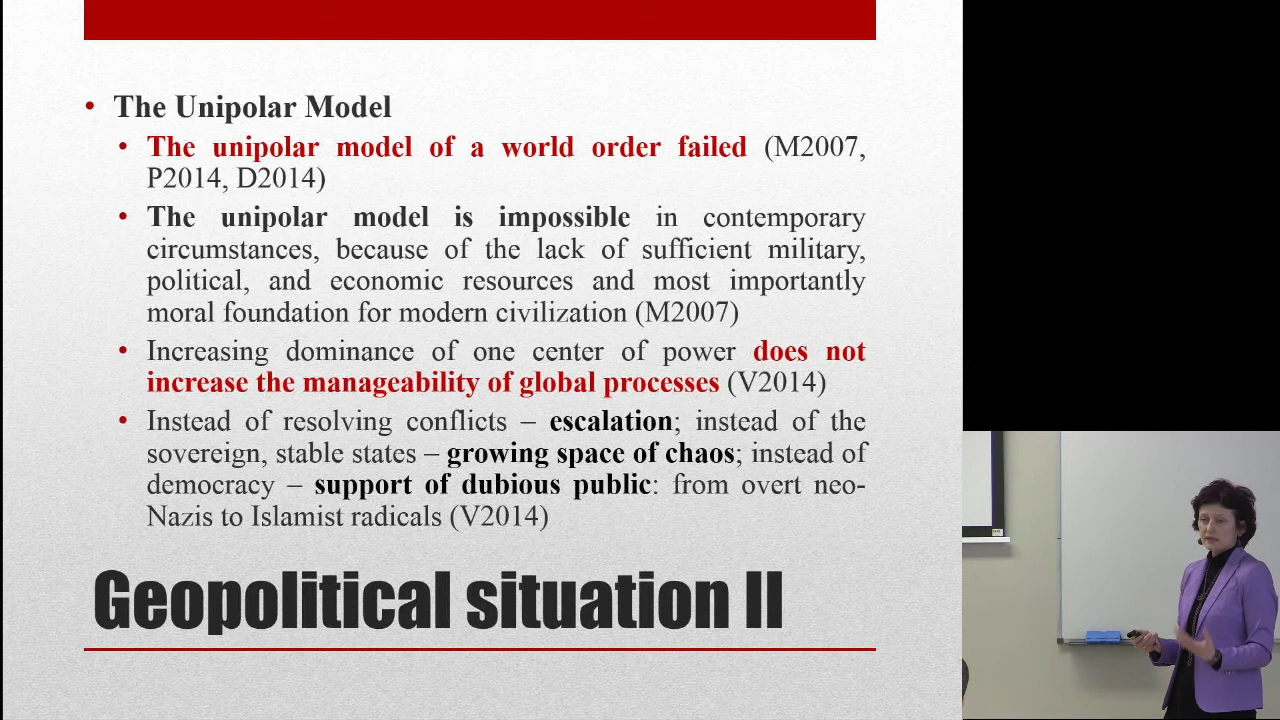 • The Unipolar Model
• The unipolar model of a world order failed (M2007,
P2014, D2014)
• The unipolar model is impossible in contemporary
circumstances, because of the lack of sufficient military,
political, and economic resources and most importantly
moral foundation for modern civilization (M2007)
• Increasing dominance of one center of power does not
increase the manageability of global processes (V2014)
• Instead of resolving conflicts – escalation; instead of the
sovereign, stable states – growing space of chaos; instead of
democracy – support of dubious public: from overt neo-
Nazis to Islamist radicals (V2014)
Geopolitical situation II